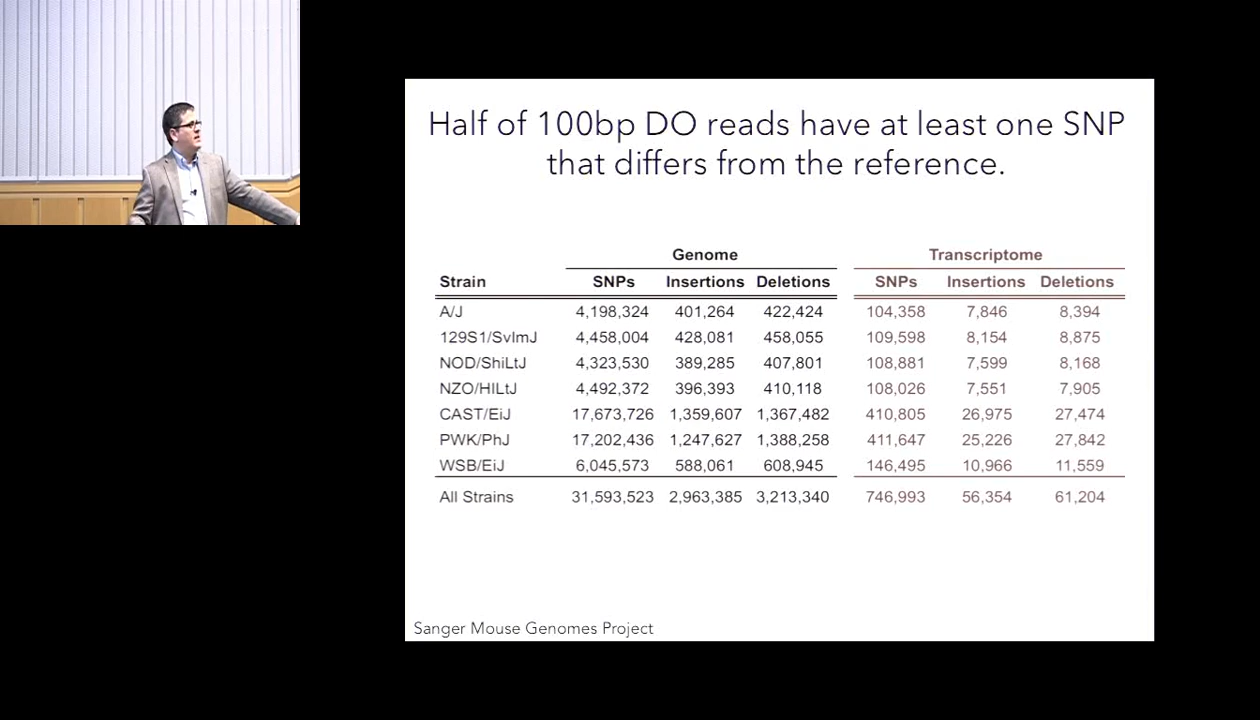 Half of 100bp DO reads have at least one SNP
that differs from the reference.
Genome Transcriptome
Strain SNPs Insertions Deletions SNPs Insertions Deletions
A/J 4,198,324 401,264 422,424 104,358 7,846 8,394
129S1/SvImJ 4,458,004 428,081 458,055 109,598 8,154 8,875
NOD/ShiLtJ 4,323,530 389,285 407,801 108,881 7,599 8,168
NZO/HILtJ 4,492,372 396,393 410,118 108,026 7,551 7,905
CAST/EiJ 17,673,726 1,359,607 1,367,482 410,805 26,975 27,474
PWK/PhJ 17,202,436 1,247,627 1,388,258 411,647 25,226 27,842
WSB/EiJ 6,045,573 588,061 608,945 146,495 10,966 11,559
All Strains 31,593,523 2,963,385 3,213,340 746,993 56,354 61,204
Sanger Mouse Genomes Project